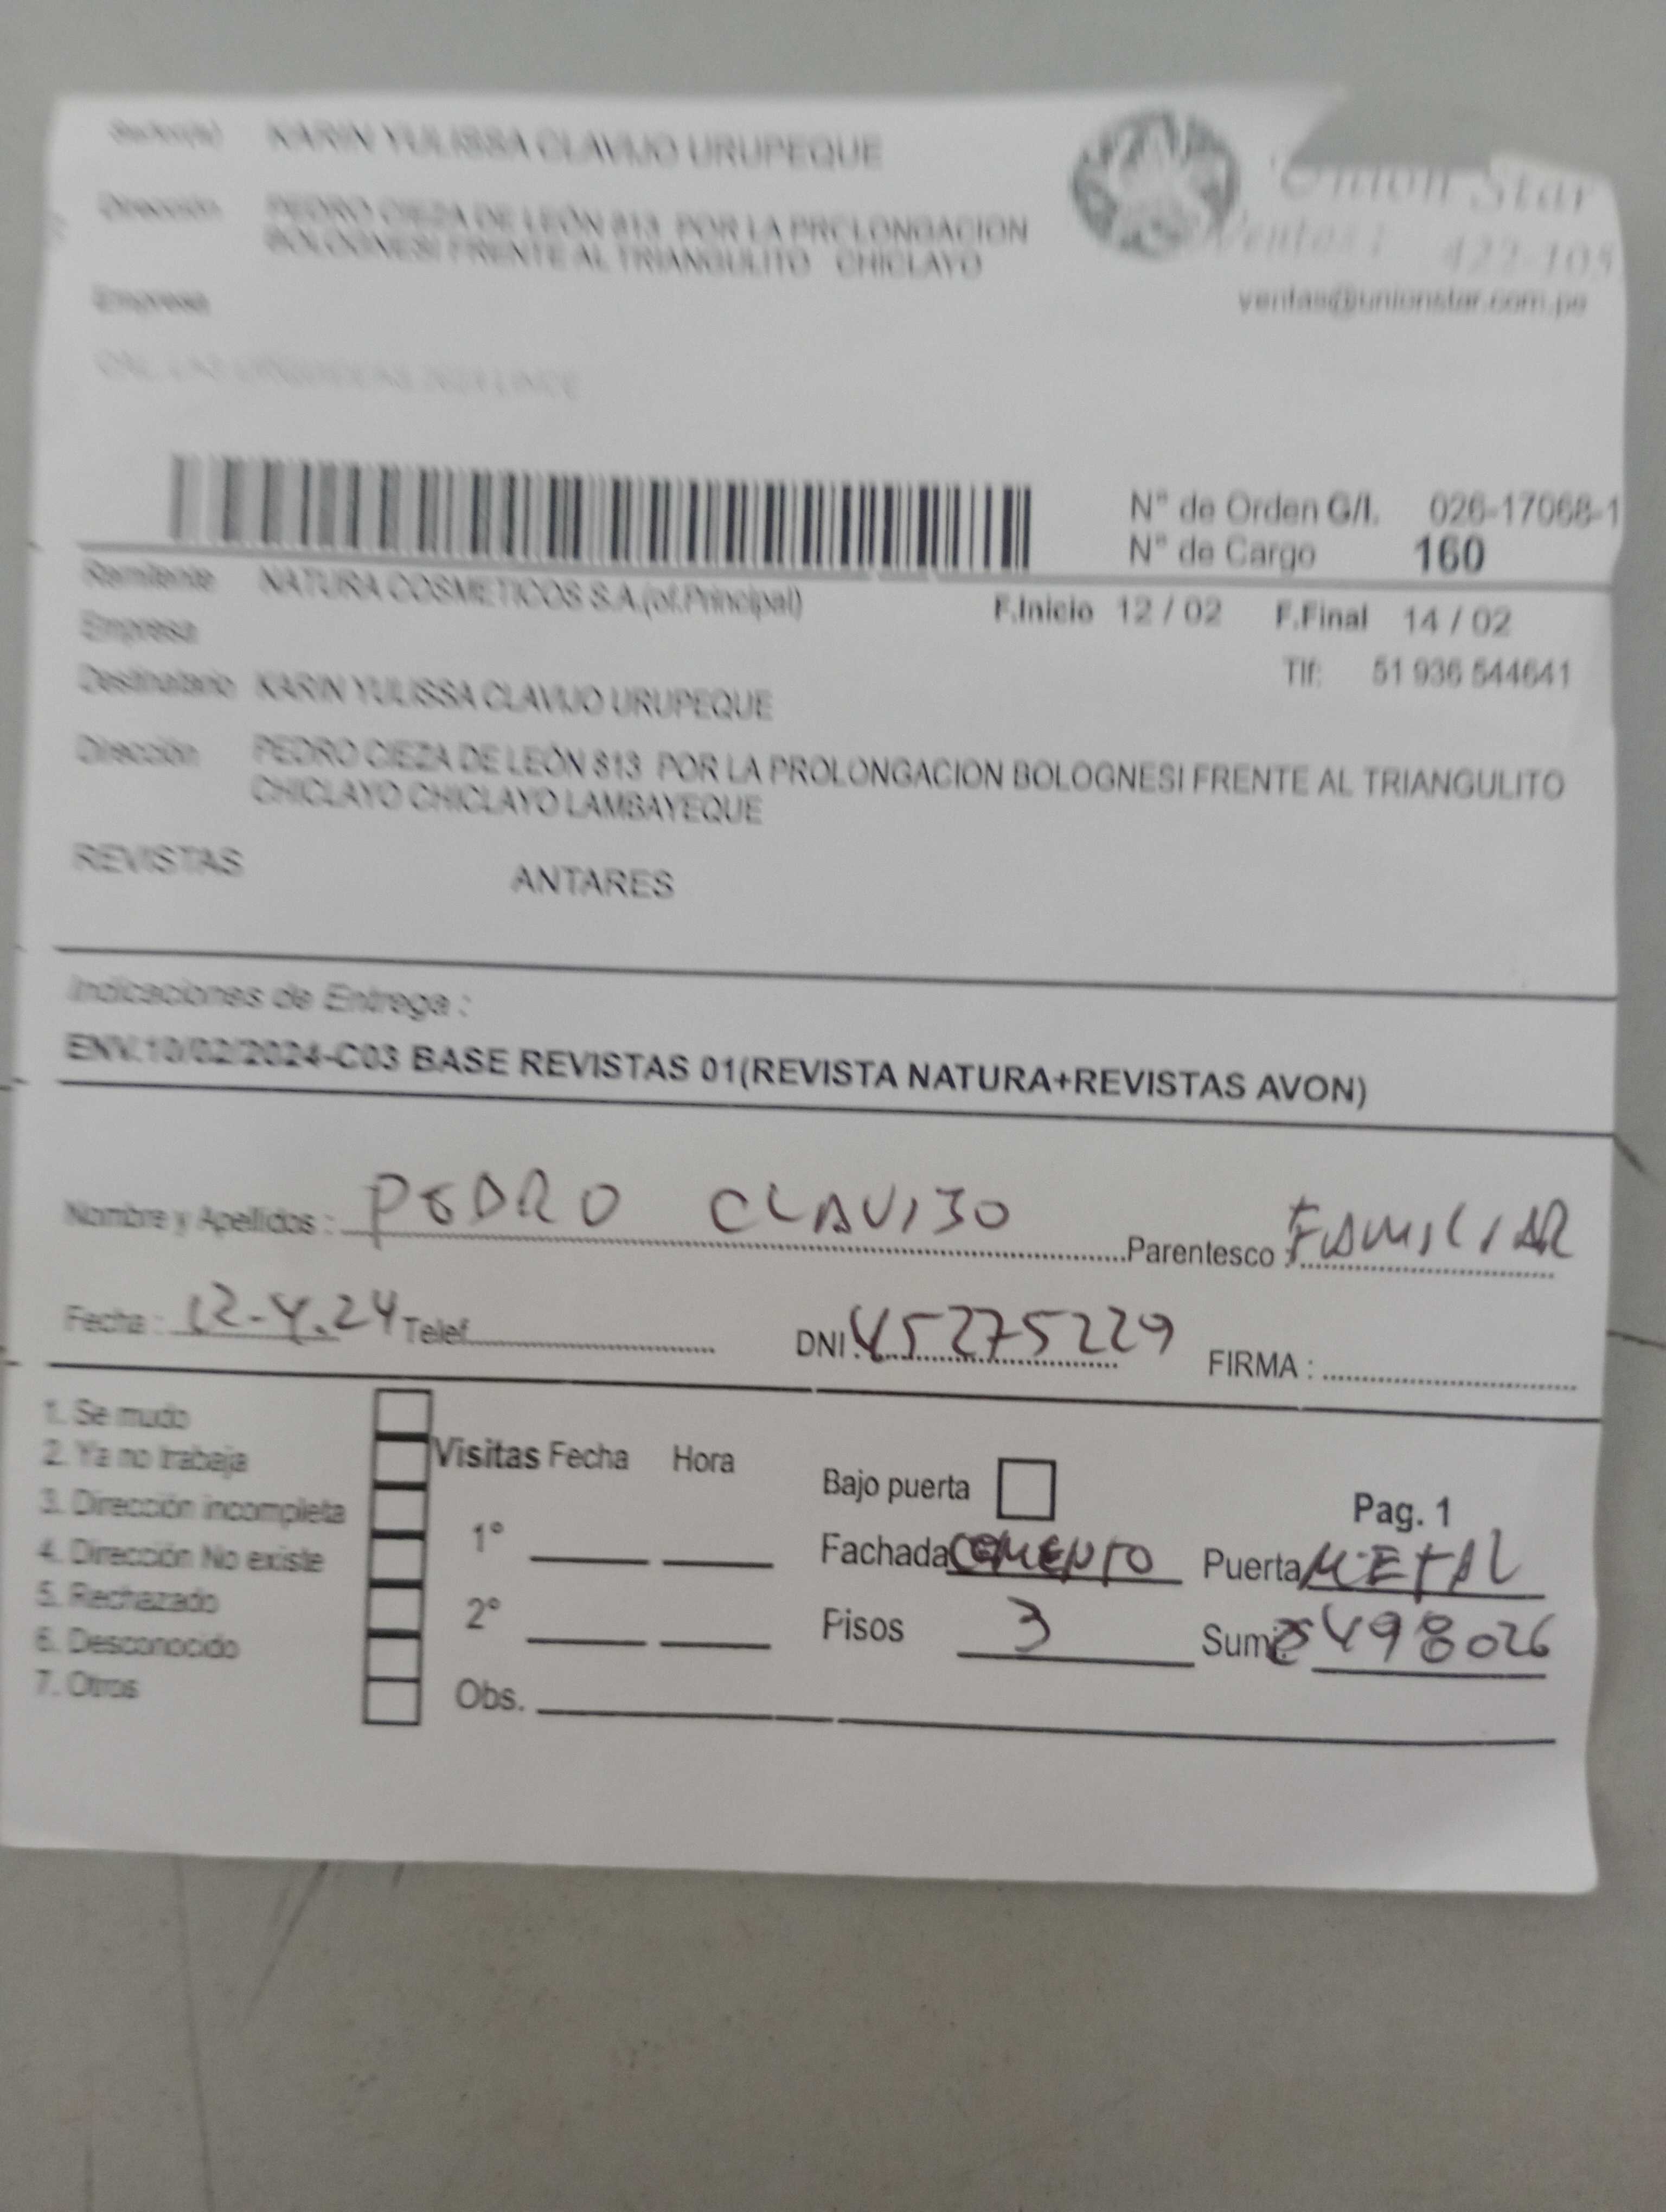 Señor(a) KARIN YULISSA CLAVIJO URUPEQUE
Dirección PEDRO CIEZA DE LEÓN 813 POR LA PROLONGACION
BOLOGNESI FRENTE AL TRIANGULITO CHICLAYO
Union Star
Ventas: 422-105
ventas@unionstar.com.pe
Empresa
N° de Orden G/I. 026-17068-1
N° de Cargo 160
Remitente NATURA COSMETICOS S.A.(of.Principal)
F.Inicio 12 / 02 F.Final 14 / 02
Empresa
Tlf: 51 936 544641
Destinatario KARIN YULISSA CLAVIJO URUPEQUE
Dirección PEDRO CIEZA DE LEÓN 813 POR LA PROLONGACION BOLOGNESI FRENTE AL TRIANGULITO
CHICLAYO CHICLAYO LAMBAYEQUE
REVISTAS ANTARES
Indicaciones de Entrega :
ENV.10/02/2024-C03 BASE REVISTAS 01(REVISTA NATURA+REVISTAS AVON)
Nombre y Apellidos : PEDRO CLAVIJO Parentesco : FAMILIAR
Fecha : 12-4.24 Telef. DNI : 45275229 FIRMA :
1. Se mudo
2. Ya no trabaja
3. Dirección incompleta
4. Dirección No existe
5. Rechazado
6. Desconocido
7. Otros
Visitas Fecha Hora
1°
2°
Obs.
Bajo puerta
Pag. 1
Fachada CEMENTO Puerta METAL
Pisos 3 Sumi. 25498026